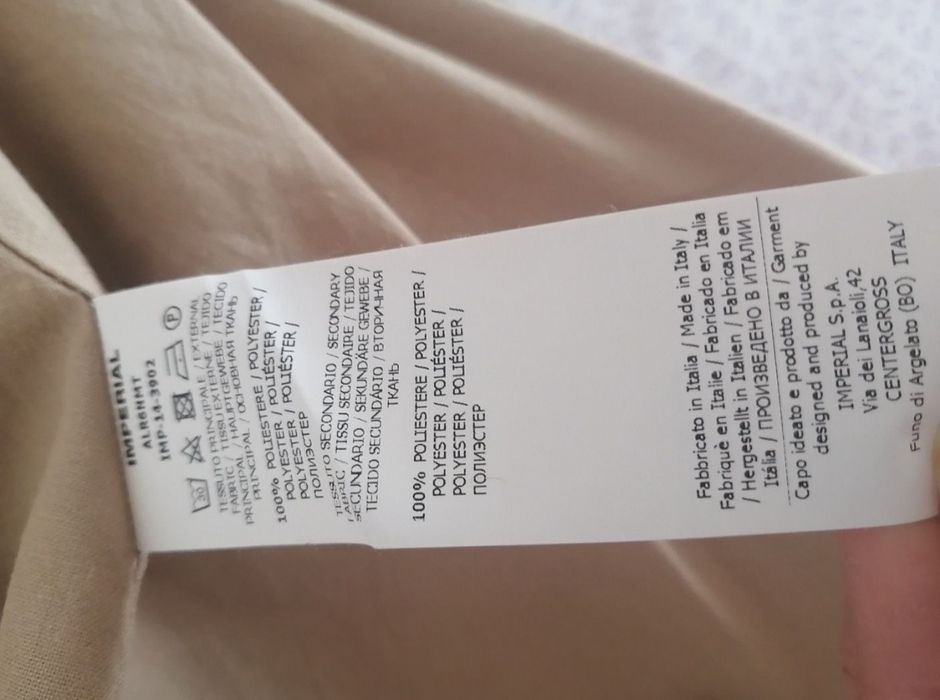 IMPERIAL
ALR6HMT
IMP-14-3902
30
P
TESSUTO PRINCIPALE / EXTERNAL
FABRIC / TISSU EXTERNE / TEJIDO
PRINCIPAL / HAUPTGEWEBE / TECIDO
PRINCIPAL / ОСНОВНАЯ ТКАНЬ
100% POLIESTERE / POLYESTER /
POLYESTER / POLIÉSTER /
POLYESTER / POLIÉSTER /
ПОЛИЭСТЕР
TESSUTO SECONDARIO / SECONDARY
FABRIC / TISSU SECONDAIRE / TEJIDO
SECUNDARIO / SEKUNDÄRE GEWEBE /
TECIDO SECUNDÁRIO / ВТОРИЧНАЯ
ТКАНЬ
100% POLIESTERE / POLYESTER /
POLYESTER / POLIÉSTER /
POLYESTER / POLIÉSTER /
ПОЛИЭСТЕР
Fabbricato in Italia / Made in Italy /
Fabriquè en Italie / Fabricado en Italia
/ Hergestellt in Italien / Fabricado em
Itália / ПРОИЗВЕДЕНО В ИТАЛИИ
Capo ideato e prodotto da / Garment
designed and produced by
IMPERIAL S.p.A.
Via dei Lanaioli,42
CENTERGROSS
Funo di Argelato (BO) ITALY